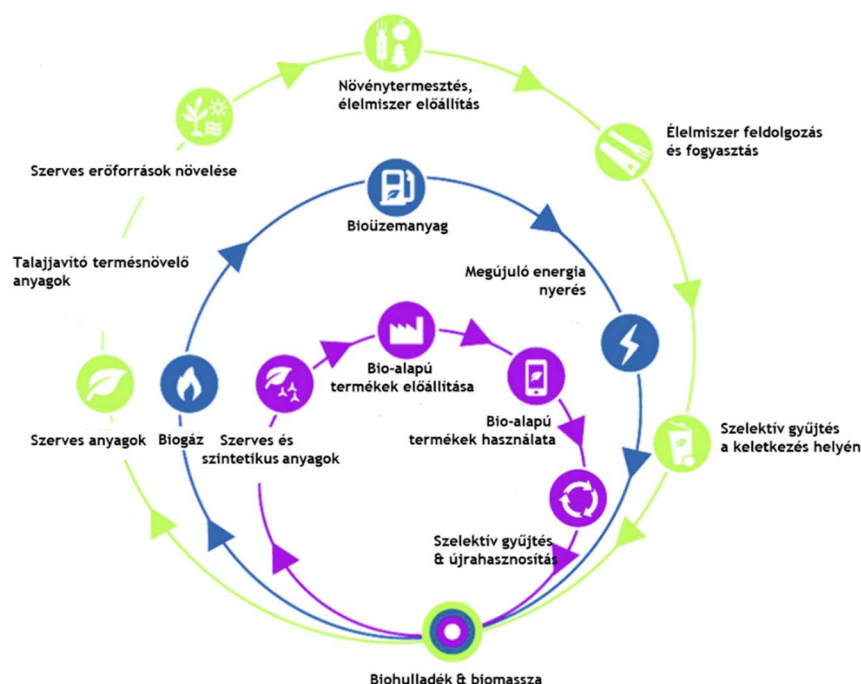 Növénytermesztés,
élelmiszer előállítás
Élelmiszer feldolgozás
és fogyasztás
Szerves erőforrások növelése
Bioüzemanyag
Talajjavító termésnövelő
anyagok
Megújuló energia
nyerés
Bio-alapú
termékek előállítása
Bio-alapú
termékek használata
Szelektív gyűjtés
a keletkezés helyén
Szerves anyagok
Biogáz
Szerves és
szintetikus anyagok
Szelektív gyűjtés
& újrahasznosítás
Biohulladék & biomassza